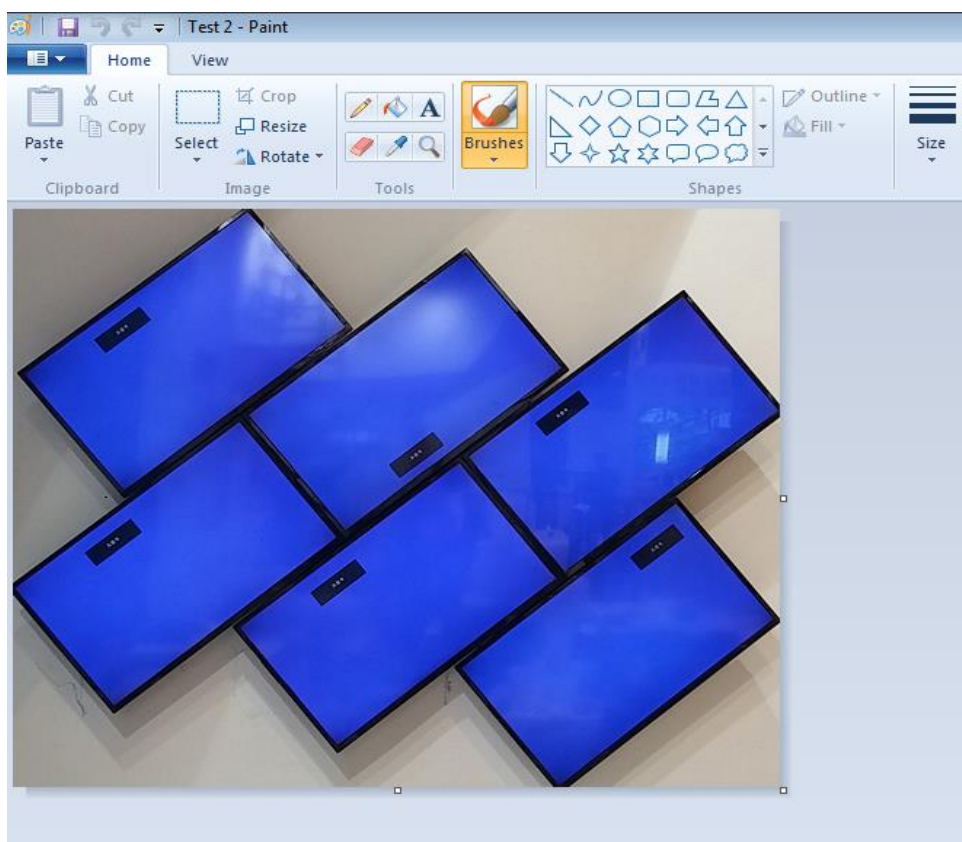 Test 2 - Paint
Home View
Paste
Cut
Copy
Clipboard
Select
Crop
Resize
Rotate
Image
Tools
A
Brushes
Shapes
Outline
Fill
Size